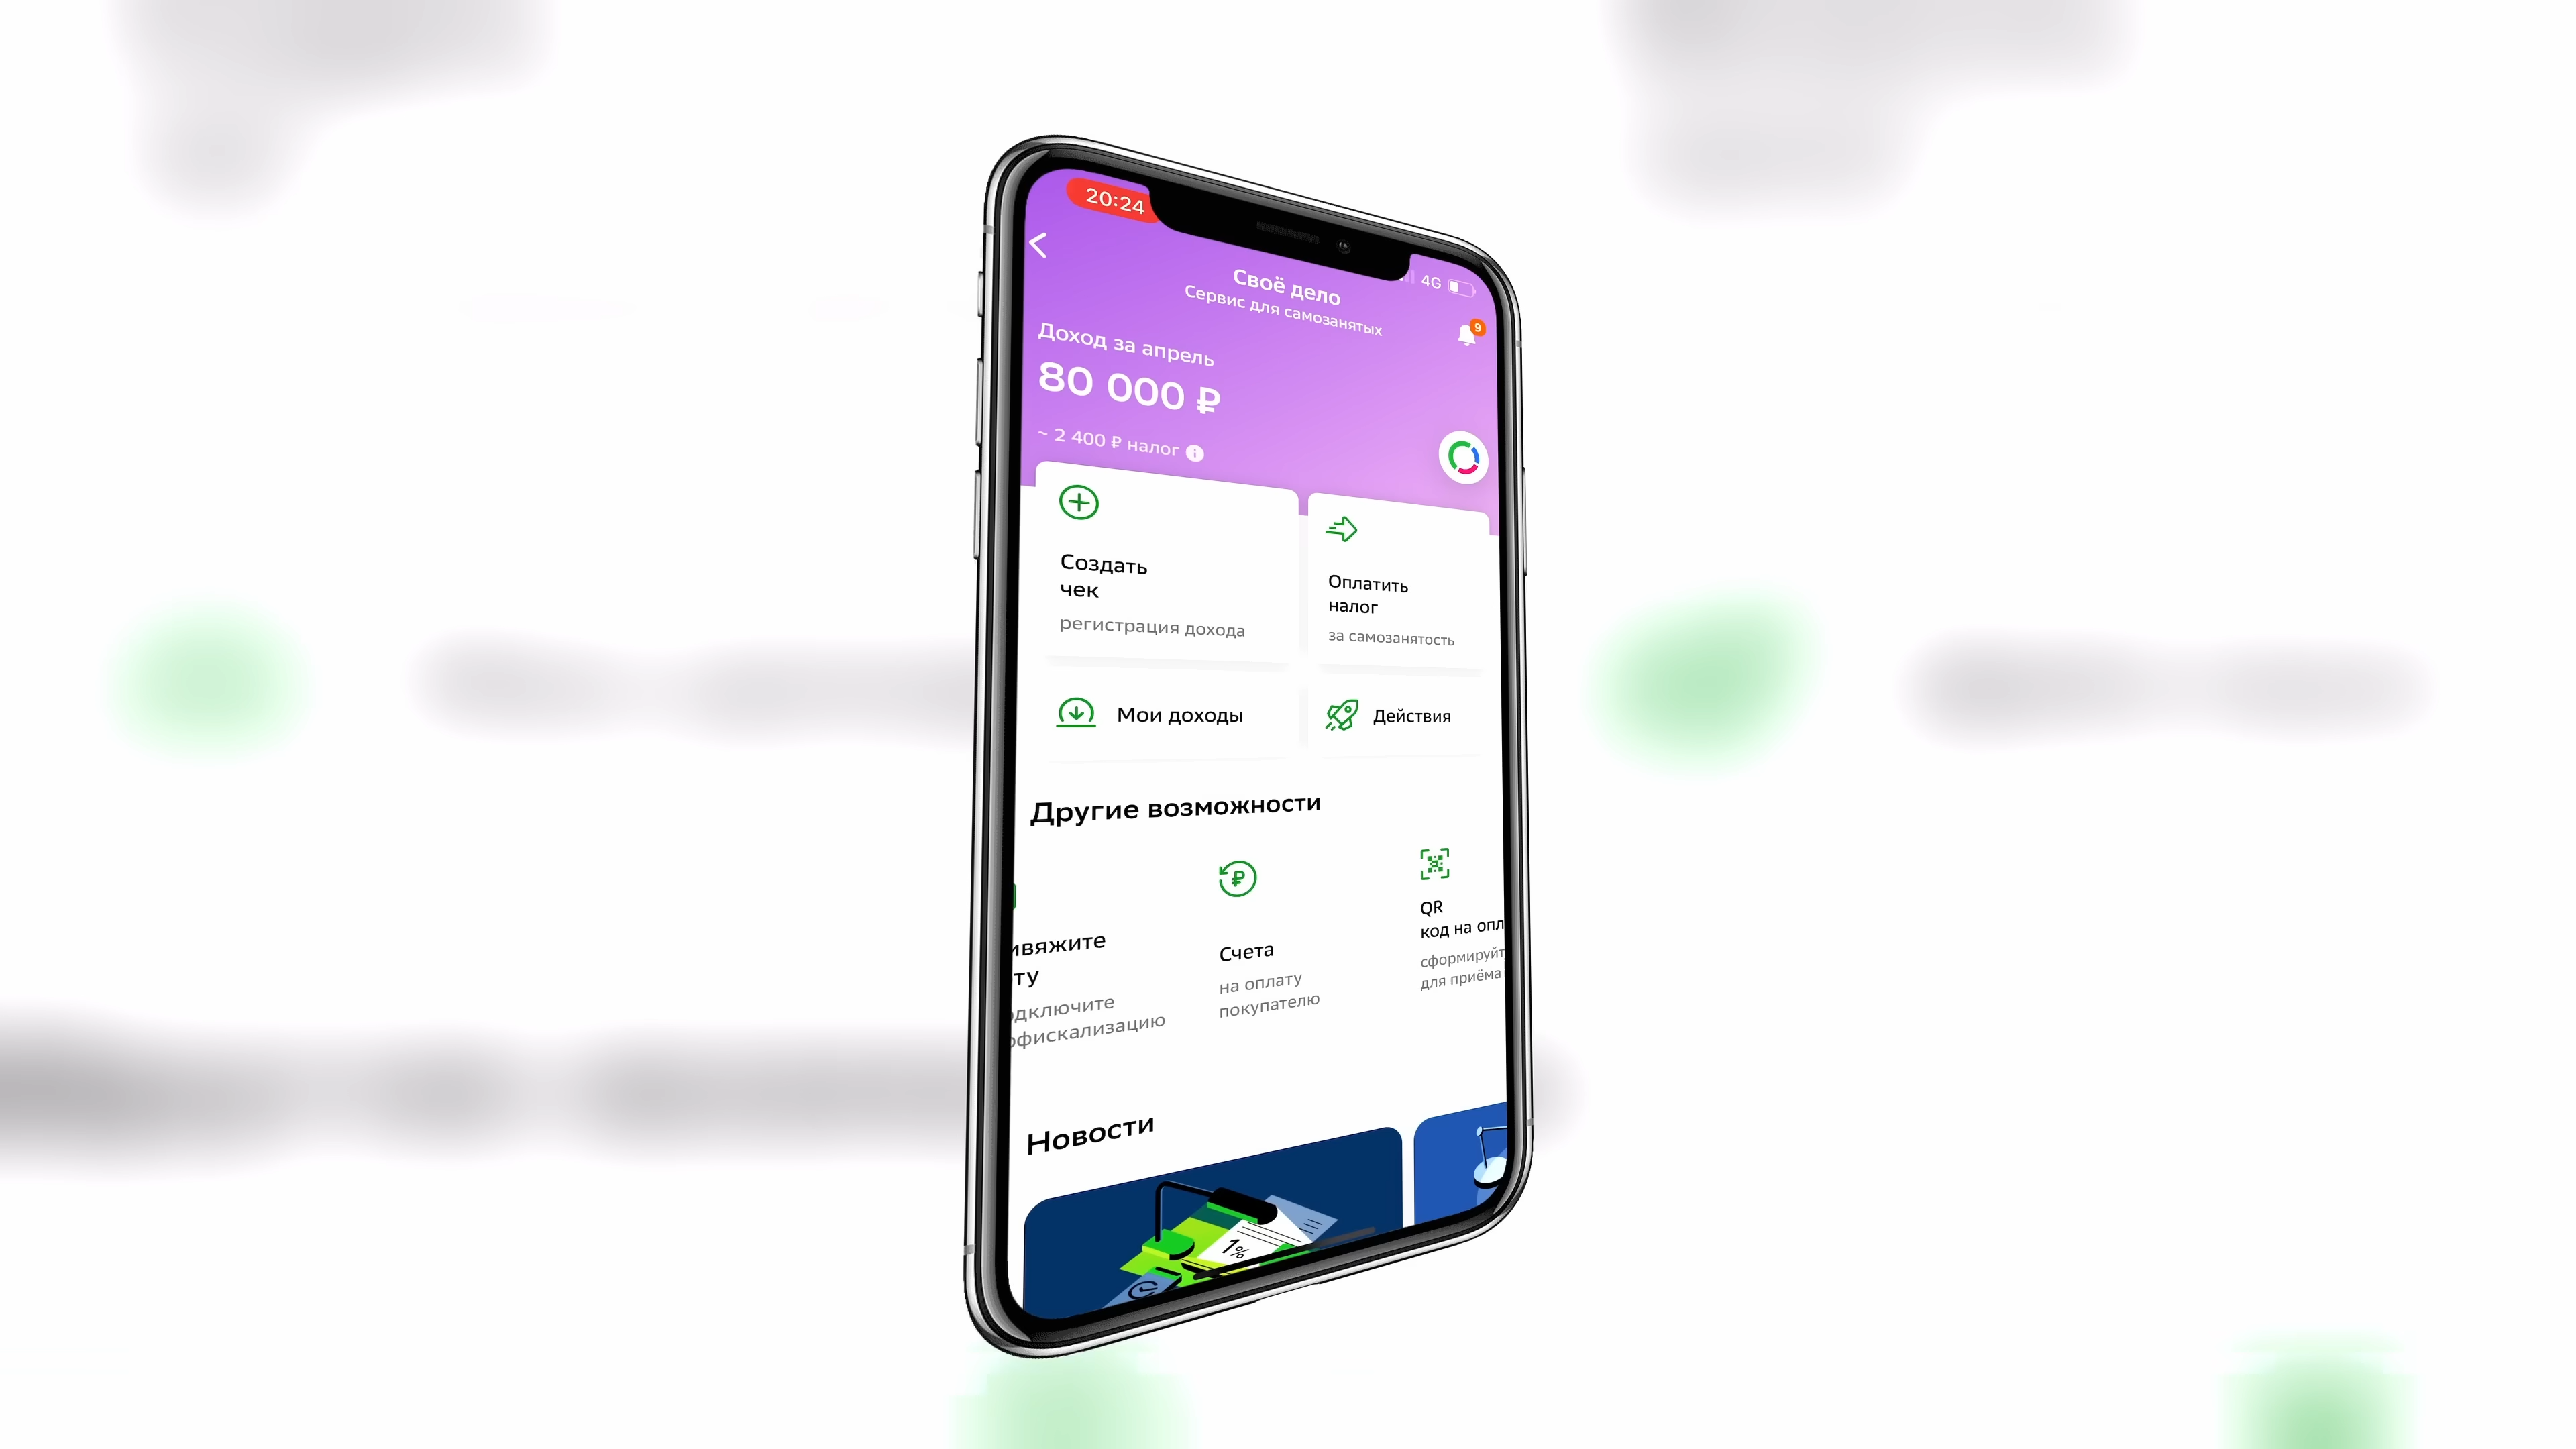 20:24
4G
Своё дело
Сервис для самозанятых
9
Доход за апрель
80 000 ₽
~ 2 400 ₽ налог
Создать
чек
регистрация дохода
Оплатить
налог
за самозанятость
Мои доходы
Действия
Другие возможности
ивяжите
ту
одключите
офискализацию
Счета
на оплату
покупателю
QR
код на опл
сформируйт
для приёма
Новости
1%